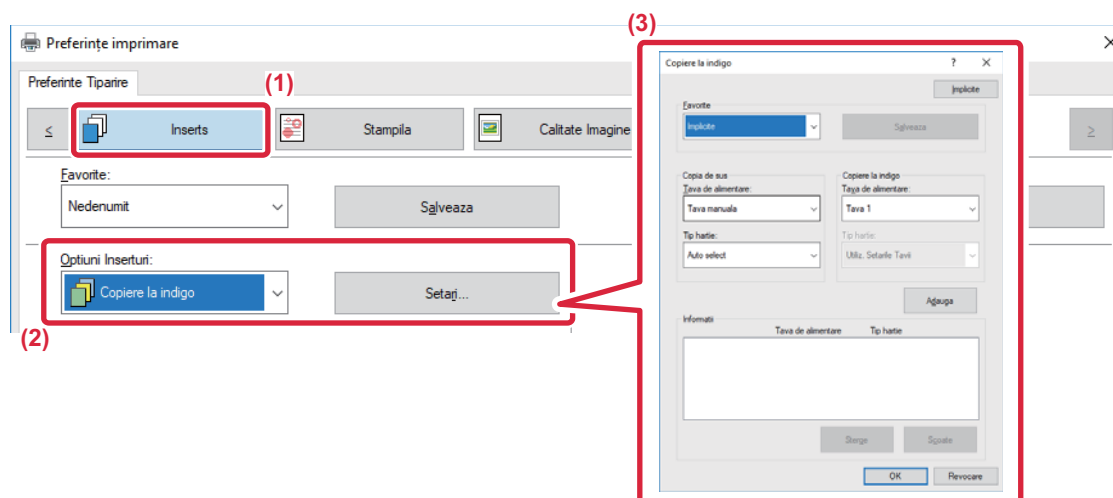 (3)
Preferințe imprimare
Preferinte Tiparire
(1)
< Inserts Stampila Calitate Imagine >
Favorite:
Nedenumit Salveaza
Optiuni Inserturi:
Copiere la indigo Setari...
(2)
Copiere la indigo ? ×
Implicite
Favorite
Implicite Salveaza
Copia de sus Copiere la indigo
Tava de alimentare: Tava de alimentare:
Tava manuala Tava 1
Tip hartie: Tip hartie:
Auto select Utiliz. Setarile Tavii
Adauga
Informatii
Tava de alimentare Tip hartie
Sterge Scoate
OK Revocare